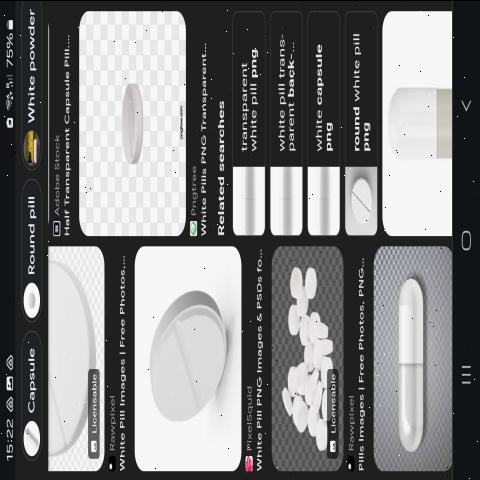 15:22
75%
Capsule
Round pill
White powder
Licensable
Rawpixel
White Pill Images | Free Photos,...
PixelSquid
White Pill PNG Images & PSDs fo...
Licensable
Rawpixel
Pills Images | Free Photos, PNG...
Adobe Stock
Half Transparent Capsule Pill...
pngtree.com
Pngtree
White Pills PNG Transparent...
Related searches
transparent
white pill png
white pill trans-
parent back-...
white capsule
png
round white pill
png